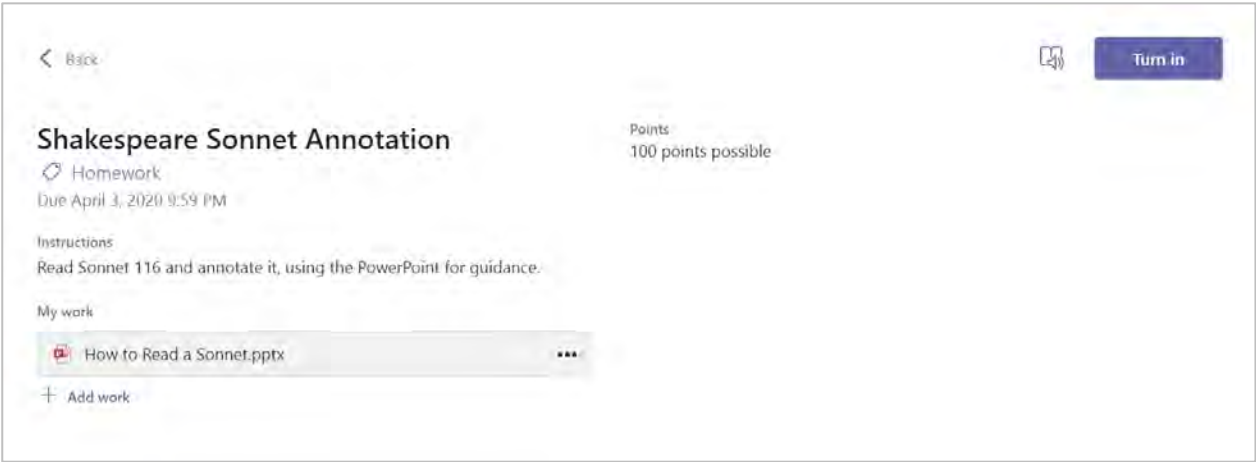 Back
Turn in
Shakespeare Sonnet Annotation
Homework
Due April 3, 2020 9:59 PM
Points
100 points possible
Instructions
Read Sonnet 116 and annotate it, using the PowerPoint for guidance.
My work
How to Read a Sonnet.pptx
Add work